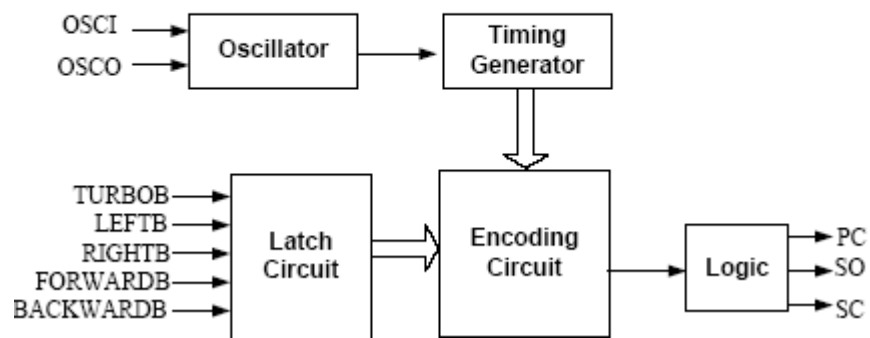 OSCI
OSCO
Oscillator
Timing
Generator
TURBOB
LEFTB
RIGHTB
FORWARDB
BACKWARDB
Latch
Circuit
Encoding
Circuit
Logic
PC
SO
SC